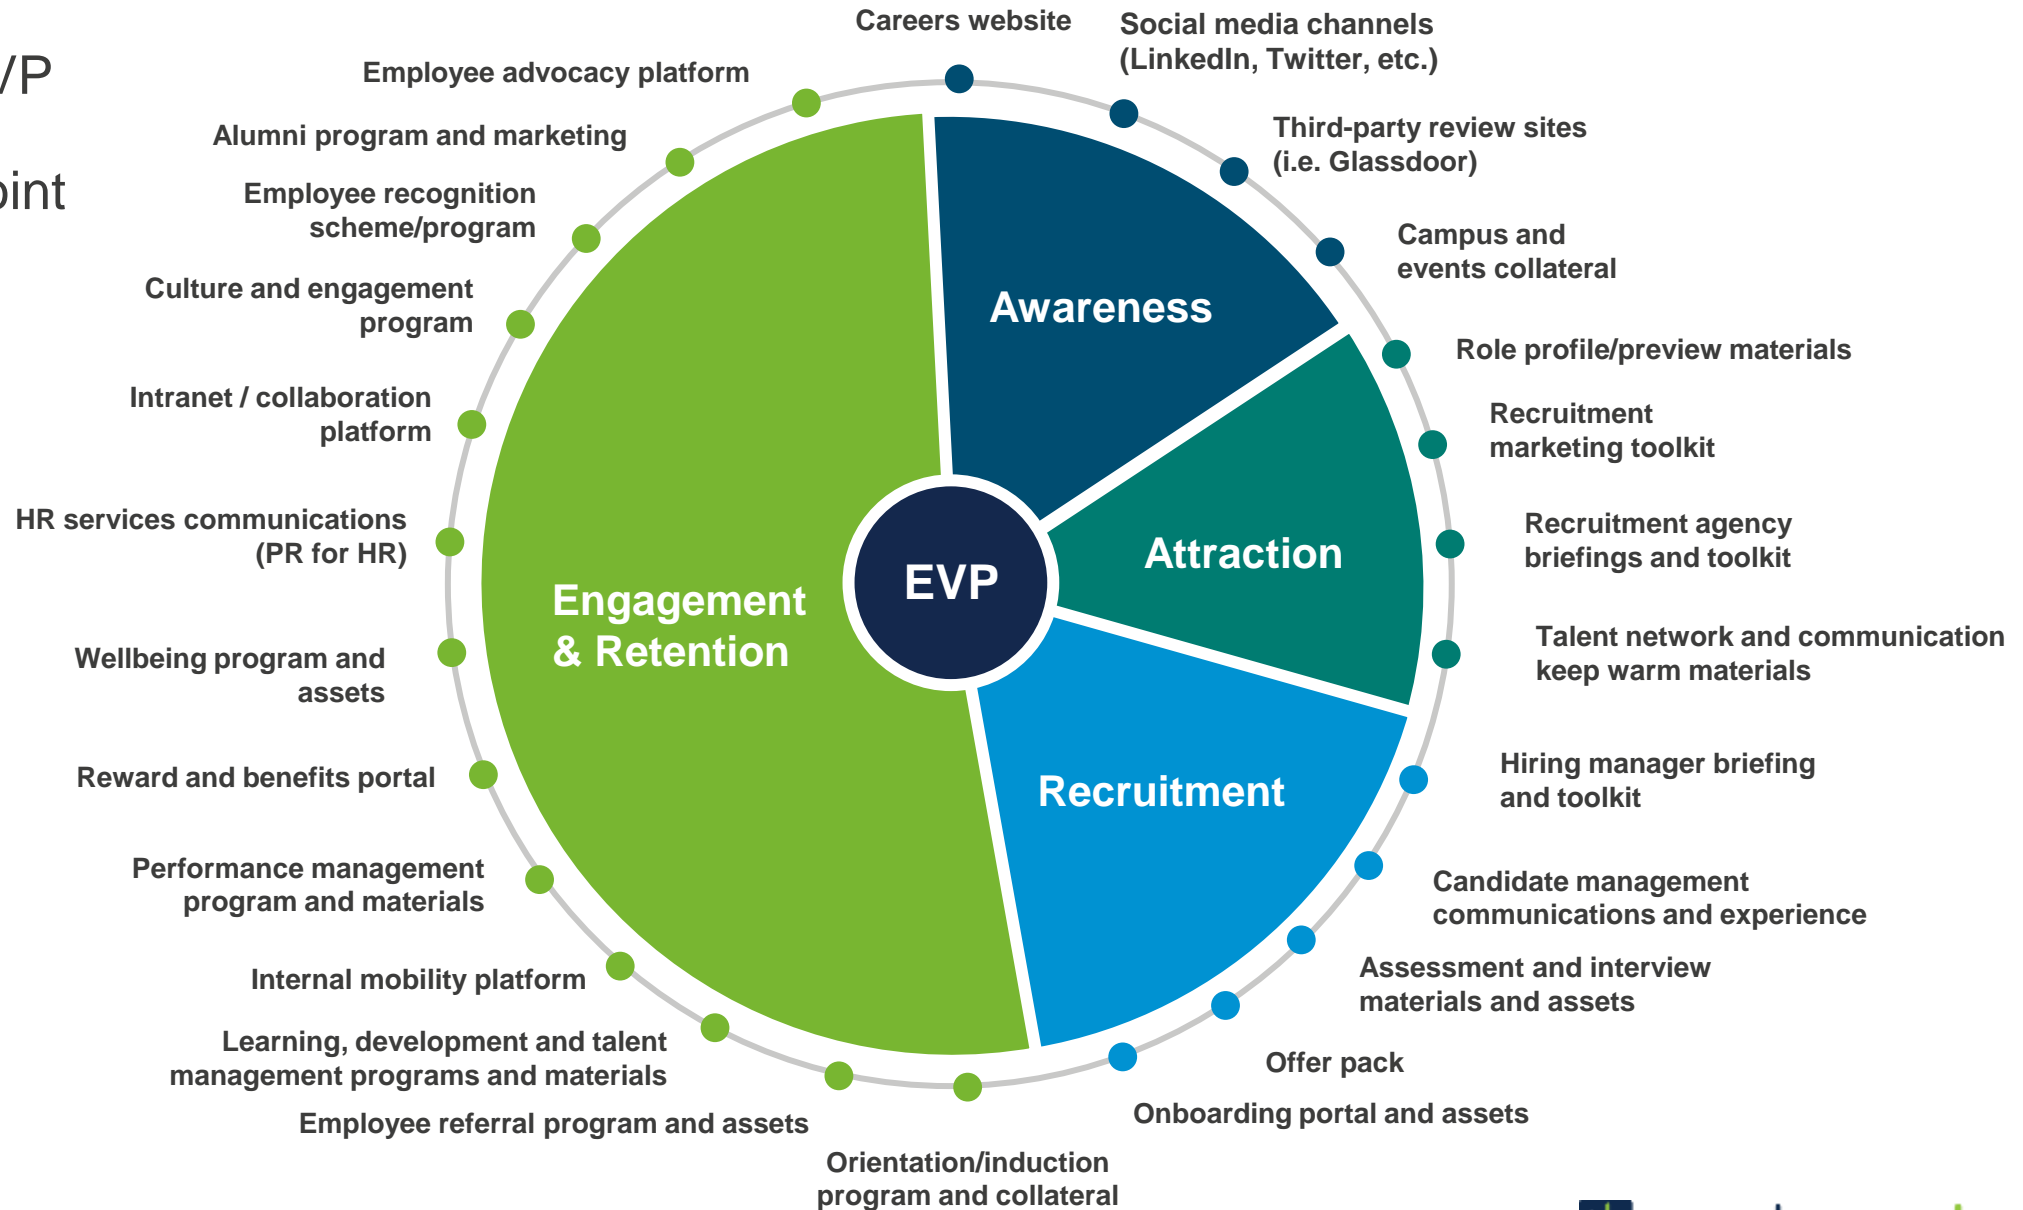 Careers website
Social media channels
(LinkedIn, Twitter, etc.)
Third-party review sites
(i.e. Glassdoor)
Campus and
events collateral
Role profile/preview materials
Recruitment
marketing toolkit
Recruitment agency
briefings and toolkit
Talent network and communication
keep warm materials
Hiring manager briefing
and toolkit
Candidate management
communications and experience
Assessment and interview
materials and assets
Offer pack
Onboarding portal and assets
Orientation/induction
program and collateral
Employee referral program and assets
Learning, development and talent
management programs and materials
Internal mobility platform
Performance management
program and materials
Reward and benefits portal
Wellbeing program and
assets
HR services communications
(PR for HR)
Intranet / collaboration
platform
Culture and engagement
program
Employee recognition
scheme/program
Alumni program and marketing
Employee advocacy platform
Awareness
Attraction
Recruitment
Engagement
& Retention
EVP